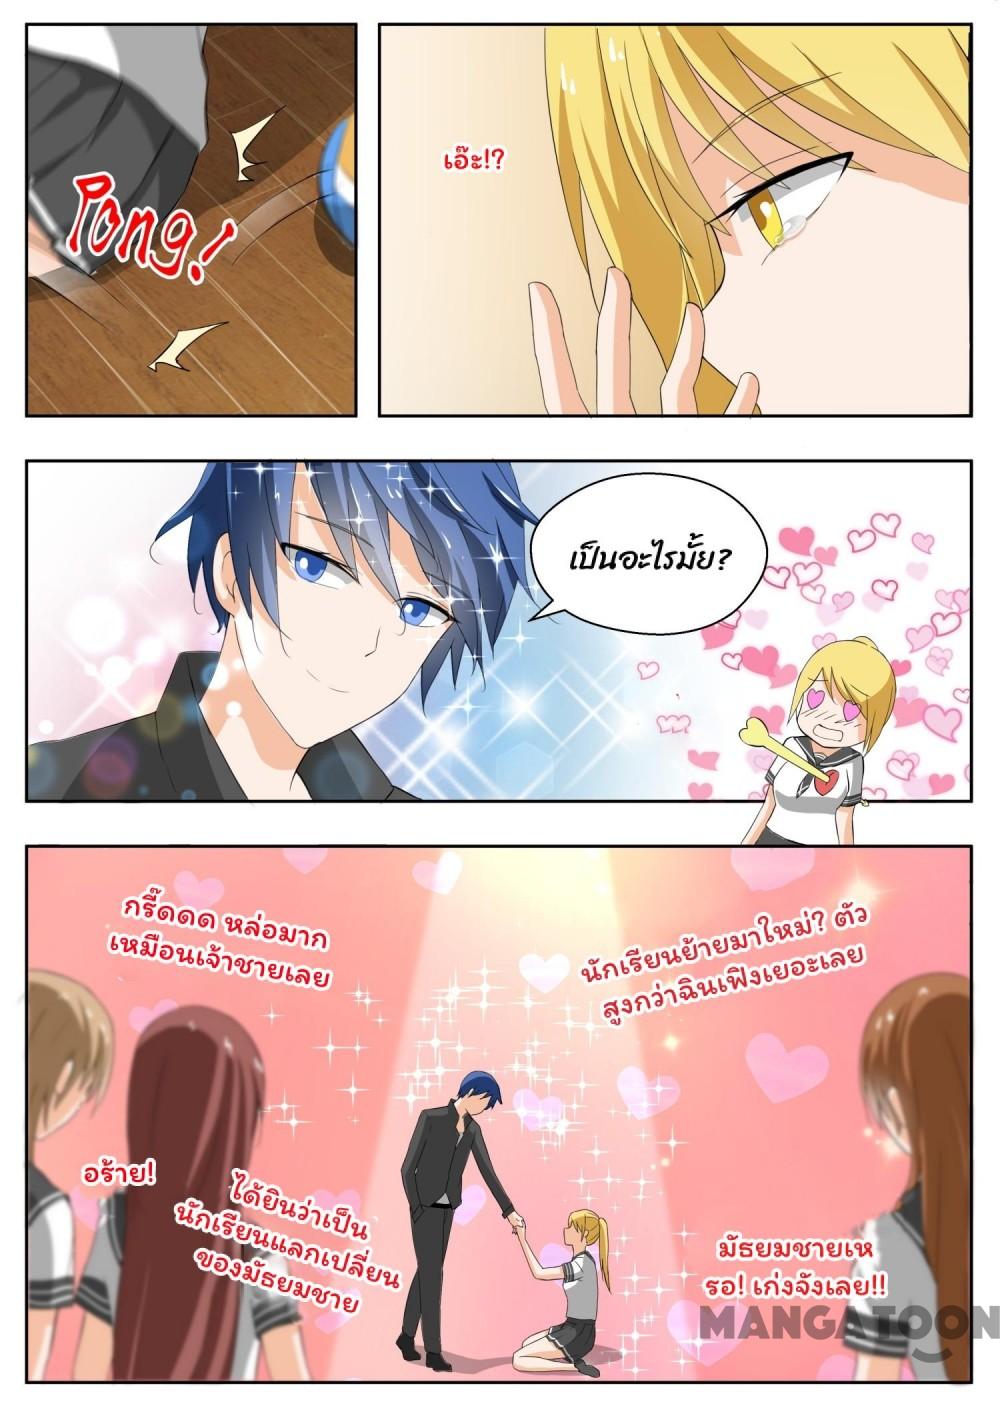 Pong!
เอ๊ะ!?
เป็นอะไรมั้ย?
กรี๊ดดด หล่อมาก
เหมือนเจ้าชายเลย
นักเรียนย้ายมาใหม่? ตัว
สูงกว่าฉินเฟิงเยอะเลย
อร้าย!
ได้ยินว่าเป็น
นักเรียนแลกเปลี่ยน
ของมัธยมชาย
มัธยมชายเห
รอ! เก่งจังเลย!!
MANGATOON